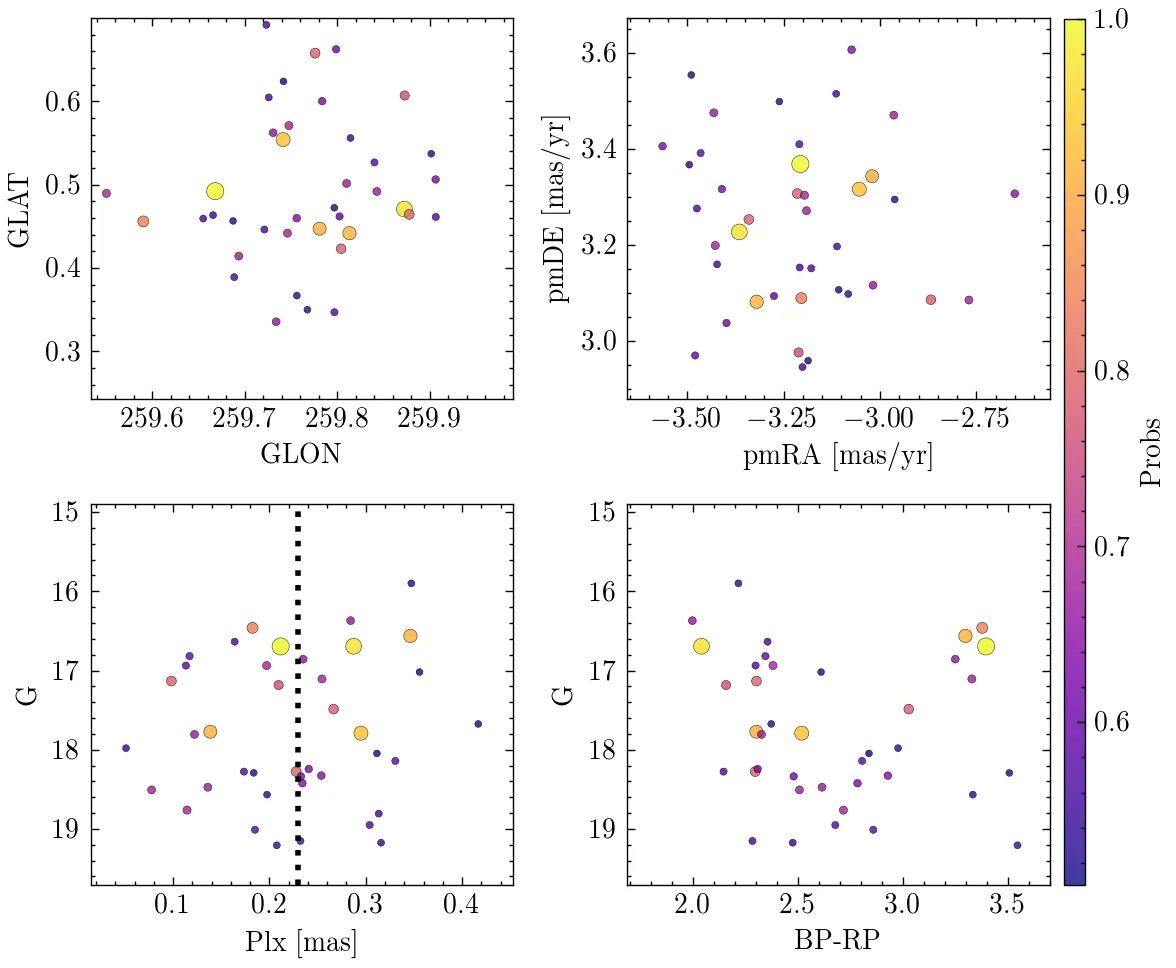 0.6
0.5
0.4
0.3
GLAT
259.6 259.7 259.8 259.9
GLON
3.6
3.4
3.2
3.0
pmDE [mas/yr]
−3.50 −3.25 −3.00 −2.75
pmRA [mas/yr]
1.0
0.9
0.8
0.7
0.6
Probs
15
16
17
18
19
G
0.1 0.2 0.3 0.4
Plx [mas]
15
16
17
18
19
G
2.0 2.5 3.0 3.5
BP-RP